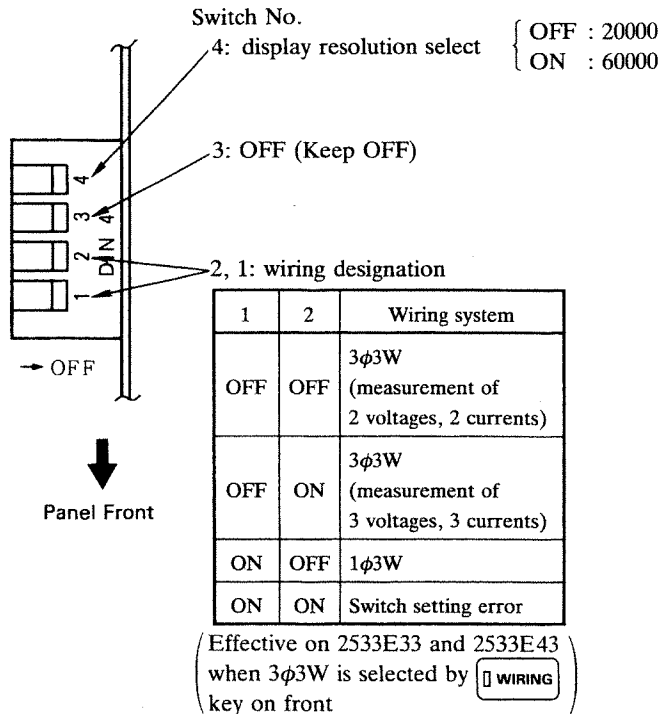 Switch No.
4: display resolution select
OFF : 20000
ON : 60000
3: OFF (Keep OFF)
4
3
2
1
DIN 4
2, 1: wiring designation
→ OFF
Panel Front
1 2 Wiring system
OFF OFF 3ϕ3W
(measurement of
2 voltages, 2 currents)
OFF ON 3ϕ3W
(measurement of
3 voltages, 3 currents)
ON OFF 1ϕ3W
ON ON Switch setting error
(Effective on 2533E33 and 2533E43
when 3ϕ3W is selected by WIRING
key on front)